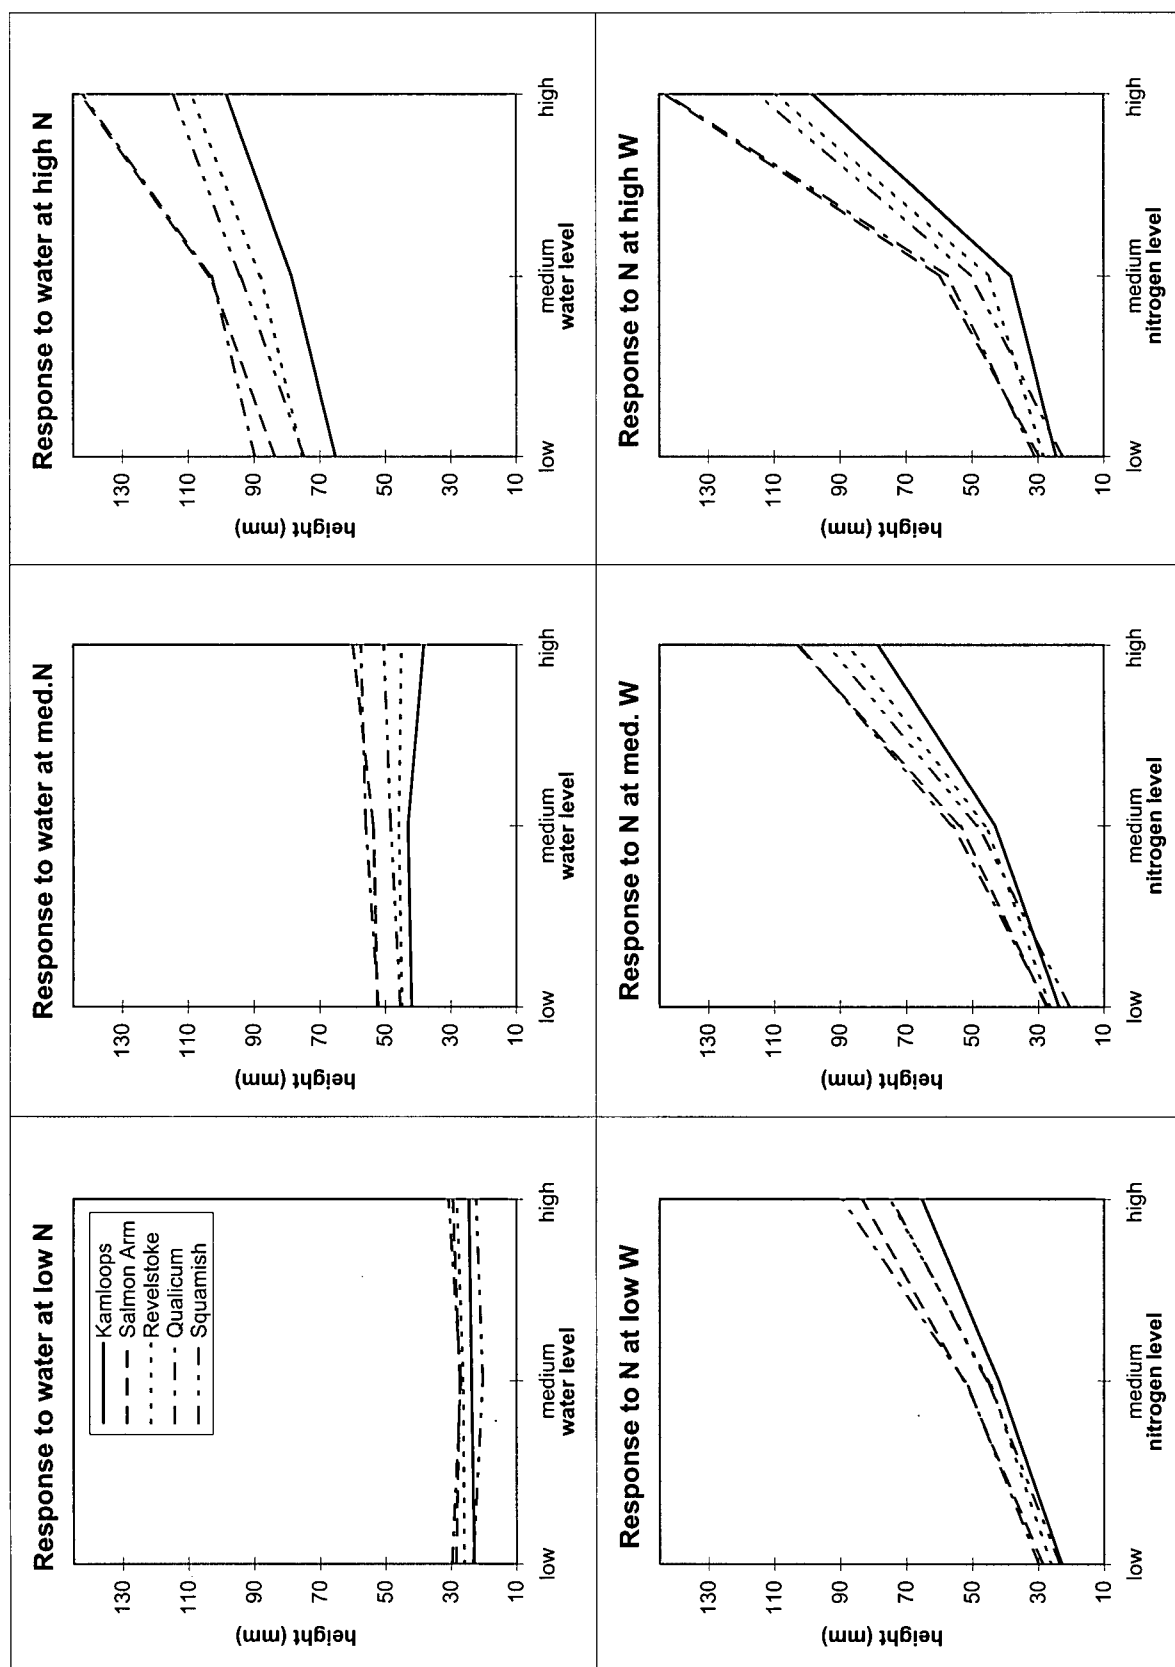 Response to water at low N
130
110
90
70
50
30
10
height (mm)
Kamloops
Salmon Arm
Revelstoke
Qualicum
Squamish
low
medium
high
water level
Response to water at med.N
130
110
90
70
50
30
10
height (mm)
low
medium
high
water level
Response to water at high N
130
110
90
70
50
30
10
height (mm)
low
medium
high
water level
Response to N at low W
130
110
90
70
50
30
10
height (mm)
low
medium
high
nitrogen level
Response to N at med. W
130
110
90
70
50
30
10
height (mm)
low
medium
high
nitrogen level
Response to N at high W
130
110
90
70
50
30
10
height (mm)
low
medium
high
nitrogen level